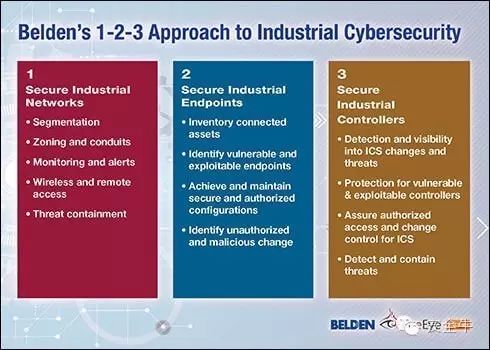 Belden's 1-2-3 Approach to Industrial Cybersecurity
1
Secure Industrial
Networks
• Segmentation
• Zoning and conduits
• Monitoring and alerts
• Wireless and remote
access
• Threat containment
2
Secure Industrial
Endpoints
• Inventory connected
assets
• Identify vulnerable and
exploitable endpoints
• Achieve and maintain
secure and authorized
configurations
• Identify unauthorized
and malicious change
3
Secure
Industrial
Controllers
• Detection and visibility
into ICS changes and
threats
• Protection for vulnerable
& exploitable controllers
• Assure authorized
access and change
control for ICS
• Detect and contain
threats
BELDEN